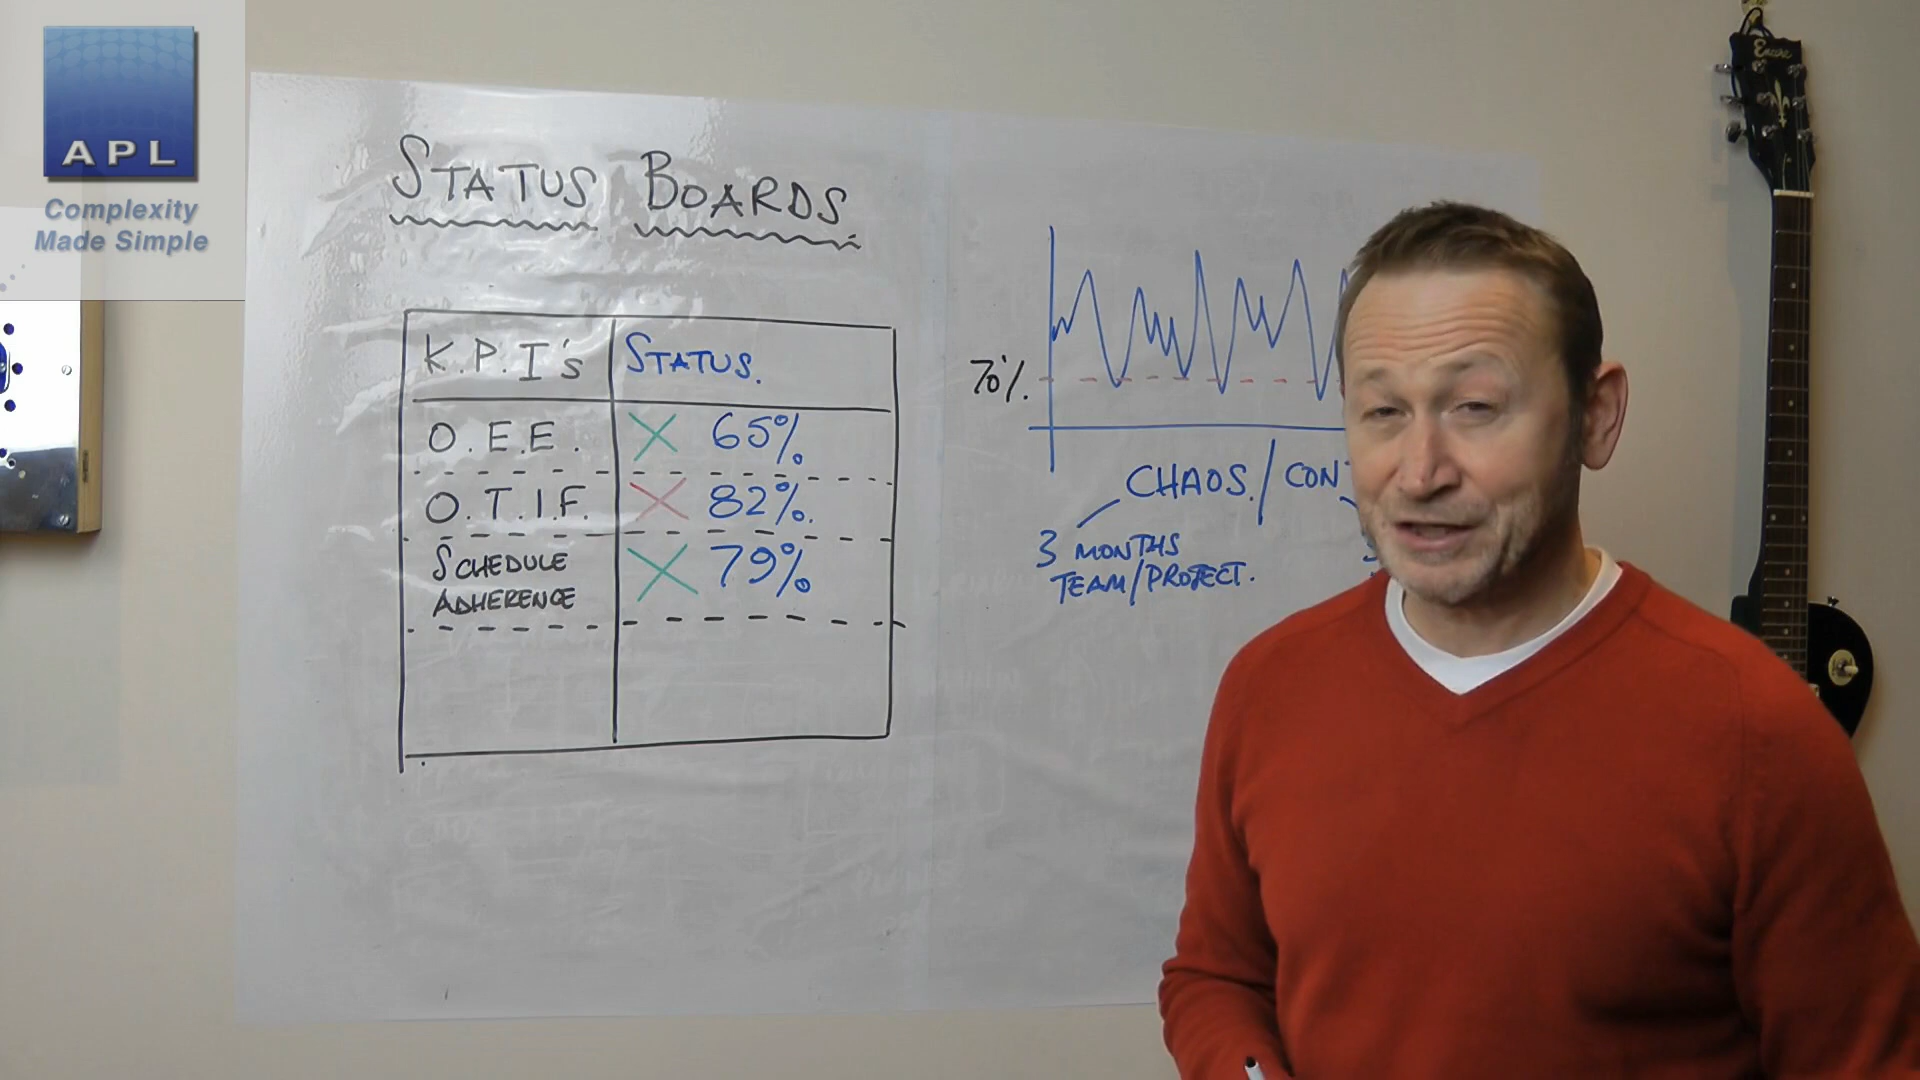 APL
Complexity
Made Simple
STATUS BOARDS
K.P.I's STATUS.
O.E.E. X 65%
O.T.I.F. X 82%.
SCHEDULE
ADHERENCE X 79%
70%.
CHAOS. / CON
3 MONTHS
TEAM/PROJECT.
Encore